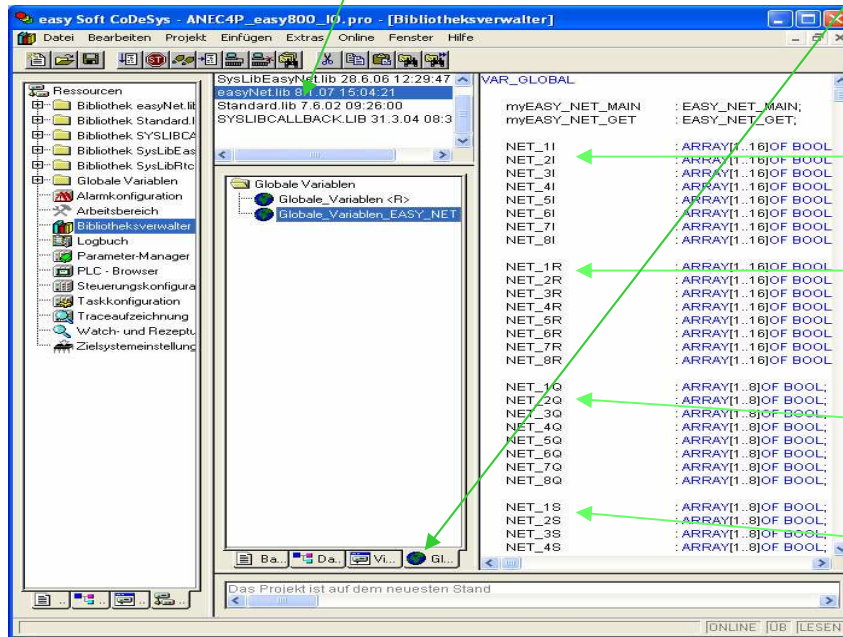 easy Soft CoDeSys - ANEC4P_easy800_IO.pro - [Bibliotheksverwalter]
Datei Bearbeiten Projekt Einfügen Extras Online Fenster Hilfe
Ressourcen
Bibliothek easyNet.lib
Bibliothek Standard.l
Bibliothek SYSLIBCA
Bibliothek SysLibEas
Bibliothek SysLibRtc
Globale Variablen
Alarmkonfiguration
Arbeitsbereich
Bibliotheksverwalter
Logbuch
Parameter-Manager
PLC - Browser
Steuerungskonfigura
Taskkonfiguration
Traceaufzeichnung
Watch- und Rezeptu
Zielsystemeinstellung
SysLibEasyNet.lib 28.6.06 12:29:47
easyNet.lib 8.1.07 15:04:21
Standard.lib 7.6.02 09:26:00
SYSLIBCALLBACK.LIB 31.3.04 08:3
Globale Variablen
Globale_Variablen <R>
Globale_Variablen_EASY_NET
Ba... Da.. Vi... Gl...
VAR_GLOBAL
myEASY_NET_MAIN : EASY_NET_MAIN;
myEASY_NET_GET : EASY_NET_GET;
NET_1I : ARRAY[1..16]OF BOOL
NET_2I : ARRAY[1..16]OF BOOL
NET_3I : ARRAY[1..16]OF BOOL
NET_4I : ARRAY[1..16]OF BOOL
NET_5I : ARRAY[1..16]OF BOOL
NET_6I : ARRAY[1..16]OF BOOL
NET_7I : ARRAY[1..16]OF BOOL
NET_8I : ARRAY[1..16]OF BOOL
NET_1R : ARRAY[1..16]OF BOOL
NET_2R : ARRAY[1..16]OF BOOL
NET_3R : ARRAY[1..16]OF BOOL
NET_4R : ARRAY[1..16]OF BOOL
NET_5R : ARRAY[1..16]OF BOOL
NET_6R : ARRAY[1..16]OF BOOL
NET_7R : ARRAY[1..16]OF BOOL
NET_8R : ARRAY[1..16]OF BOOL
NET_1Q : ARRAY[1..8]OF BOOL;
NET_2Q : ARRAY[1..8]OF BOOL;
NET_3Q : ARRAY[1..8]OF BOOL;
NET_4Q : ARRAY[1..8]OF BOOL;
NET_5Q : ARRAY[1..8]OF BOOL;
NET_6Q : ARRAY[1..8]OF BOOL;
NET_7Q : ARRAY[1..8]OF BOOL;
NET_8Q : ARRAY[1..8]OF BOOL;
NET_1S : ARRAY[1..8]OF BOOL;
NET_2S : ARRAY[1..8]OF BOOL;
NET_3S : ARRAY[1..8]OF BOOL;
NET_4S : ARRAY[1..8]OF BOOL;
Das Projekt ist auf dem neuesten Stand
ONLINE ÜB LESEN